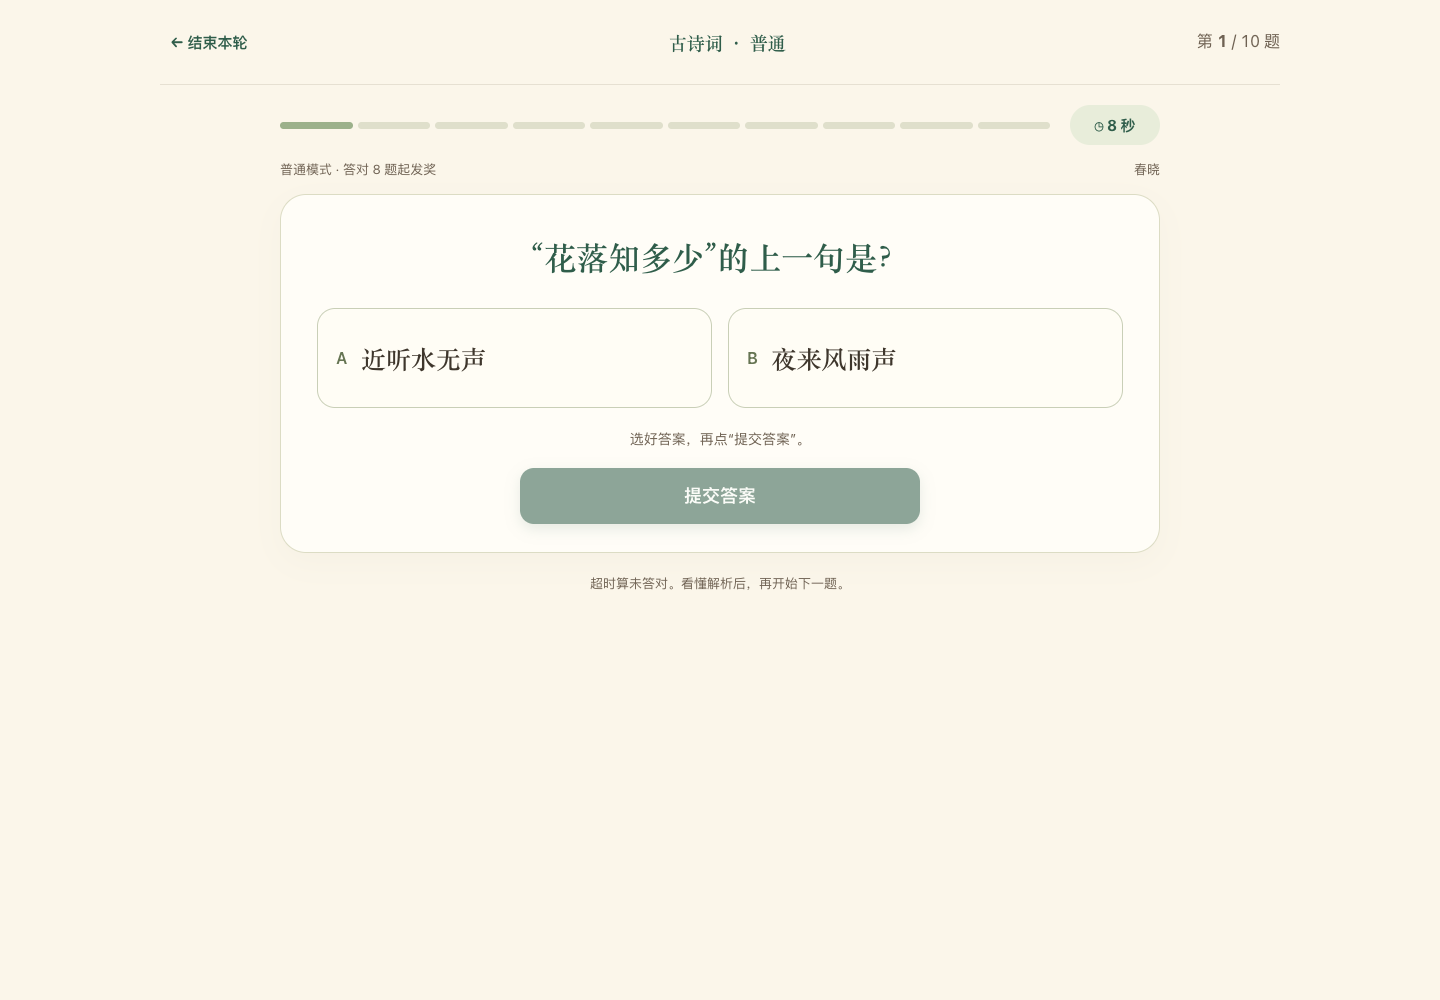 ← 结束本轮
古诗词 · 普通
第 1 / 10 题
8 秒
普通模式 · 答对 8 题起发奖
春晓
“花落知多少”的上一句是?
A 近听水无声
B 夜来风雨声
选好答案，再点“提交答案”。
提交答案
超时算未答对。看懂解析后，再开始下一题。